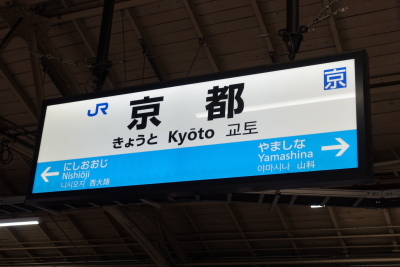 JR 京都 京
きょうと Kyōto 교토
← にしおおじ
Nishiōji
니시오지 西大路
やましな →
Yamashina
야마시나 山科